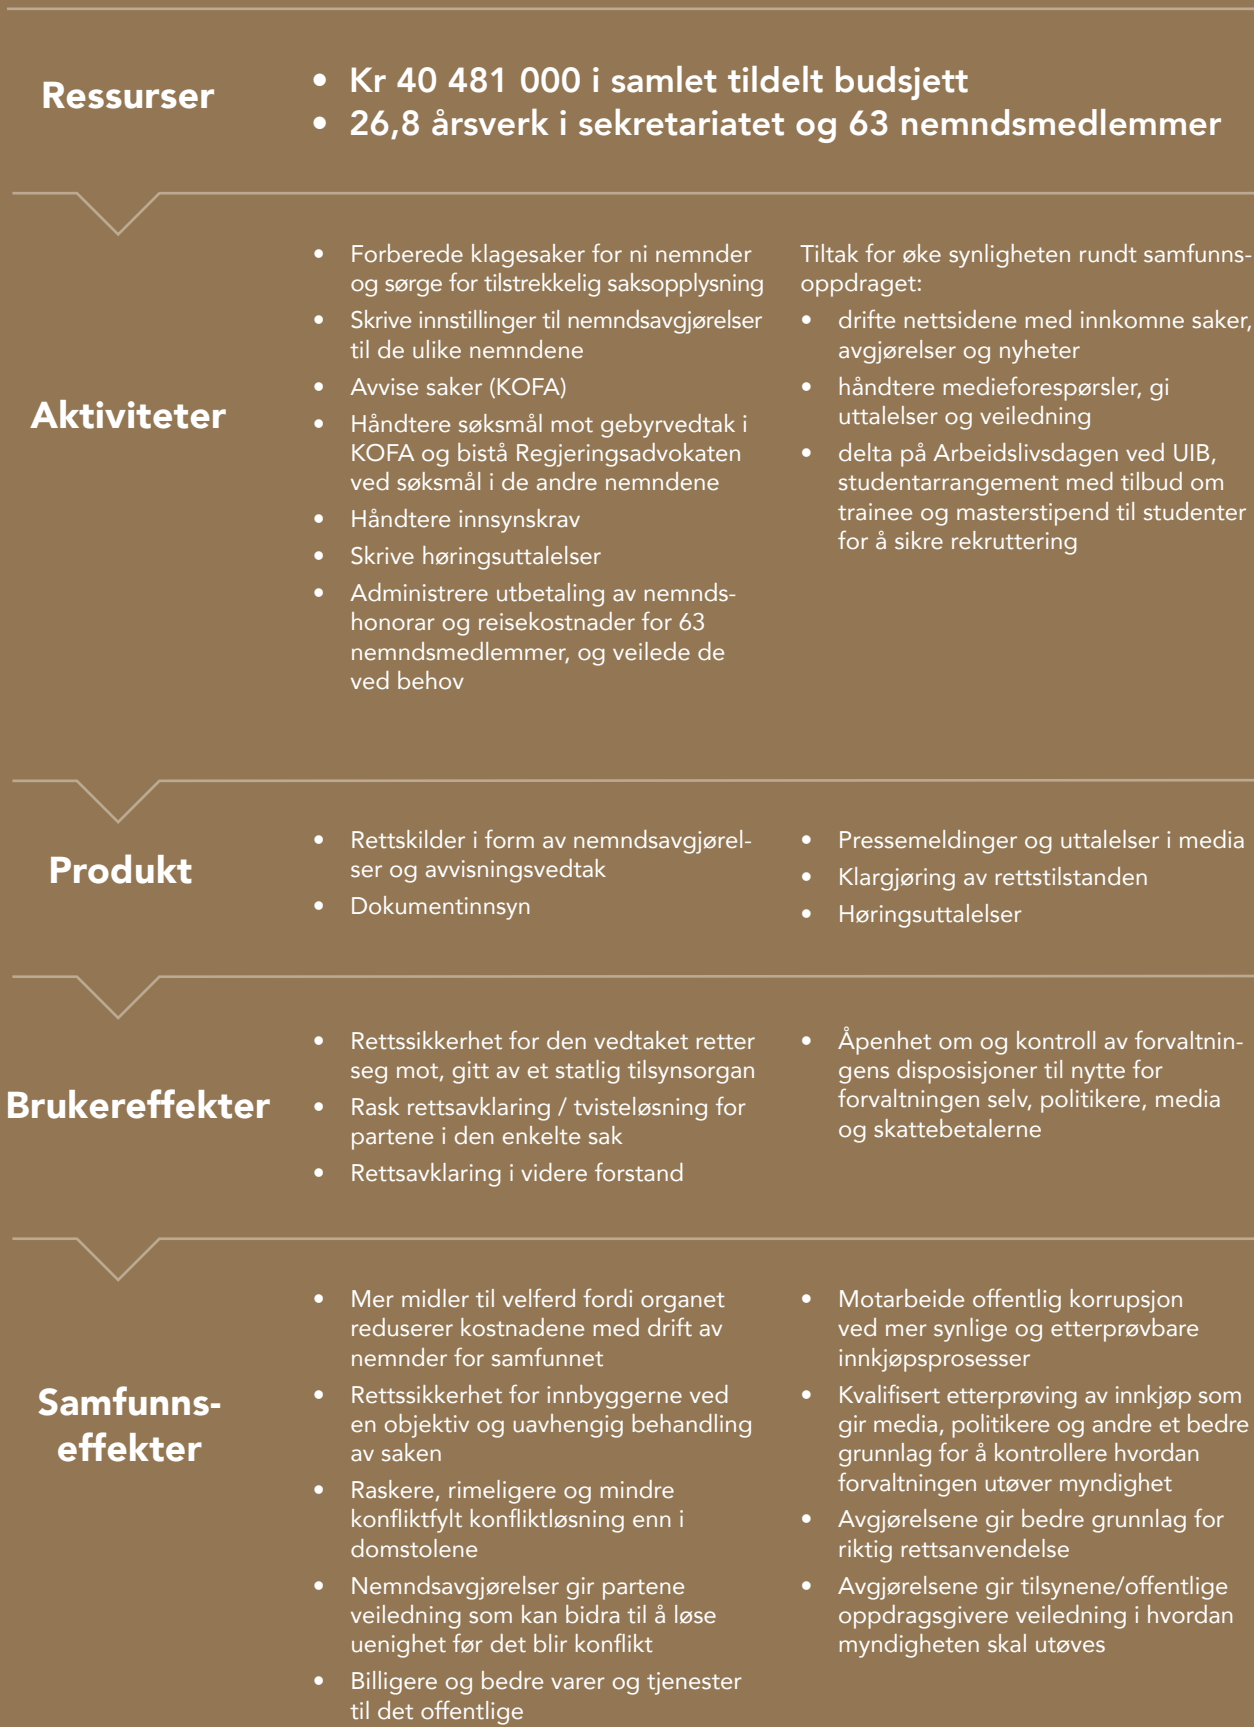 Ressurser
• Kr 40 481 000 i samlet tildelt budsjett
• 26,8 årsverk i sekretariatet og 63 nemndsmedlemmer
Aktiviteter
• Forberede klagesaker for ni nemnder
og sørge for tilstrekkelig saksopplysning
• Skrive innstillinger til nemndsavgjørelser
til de ulike nemndene
• Avvise saker (KOFA)
• Håndtere søksmål mot gebyrvedtak i
KOFA og bistå Regjeringsadvokaten
ved søksmål i de andre nemndene
• Håndtere innsynskrav
• Skrive høringsuttalelser
• Administrere utbetaling av nemnds-
honorar og reisekostnader for 63
nemndsmedlemmer, og veilede de
ved behov
Tiltak for øke synligheten rundt samfunns-
oppdraget:
• drifte nettsidene med innkomne saker,
avgjørelser og nyheter
• håndtere medieforespørsler, gi
uttalelser og veiledning
• delta på Arbeidslivsdagen ved UIB,
studentarrangement med tilbud om
trainee og masterstipend til studenter
for å sikre rekruttering
Produkt
• Rettskilder i form av nemndsavgjørel-
ser og avvisningsvedtak
• Dokumentinnsyn
• Pressemeldinger og uttalelser i media
• Klargjøring av rettstilstanden
• Høringsuttalelser
Brukereffekter
• Rettssikkerhet for den vedtaket retter
seg mot, gitt av et statlig tilsynsorgan
• Rask rettsavklaring / tvisteløsning for
partene i den enkelte sak
• Rettsavklaring i videre forstand
• Åpenhet om og kontroll av forvaltnin-
gens disposisjoner til nytte for
forvaltningen selv, politikere, media
og skattebetalerne
Samfunns-
effekter
• Mer midler til velferd fordi organet
reduserer kostnadene med drift av
nemnder for samfunnet
• Rettssikkerhet for innbyggerne ved
en objektiv og uavhengig behandling
av saken
• Raskere, rimeligere og mindre
konfliktfylt konfliktløsning enn i
domstolene
• Nemndsavgjørelser gir partene
veiledning som kan bidra til å løse
uenighet før det blir konflikt
• Billigere og bedre varer og tjenester
til det offentlige
• Motarbeide offentlig korrupsjon
ved mer synlige og etterprøvbare
innkjøpsprosesser
• Kvalifisert etterprøving av innkjøp som
gir media, politikere og andre et bedre
grunnlag for å kontrollere hvordan
forvaltningen utøver myndighet
• Avgjørelsene gir bedre grunnlag for
riktig rettsanvendelse
• Avgjørelsene gir tilsynene/offentlige
oppdragsgivere veiledning i hvordan
myndigheten skal utøves